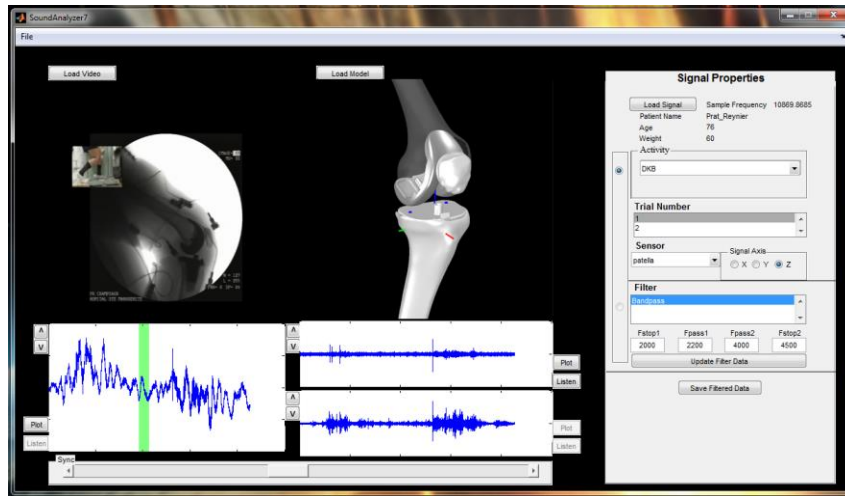 SoundAnalyzer7
File
Load Video
Load Model
Signal Properties
Load Signal Sample Frequency 10869.8685
Patient Name Prat_Reynier
Age 76
Weight 60
Activity
DKB
Trial Number
1
2
Sensor
Signal Axis
patella
X Y Z
Filter
Bandpass
Fstop1 Fpass1 Fpass2 Fstop2
2000 2200 4000 4500
Update Filter Data
Save Filtered Data
Λ
V
Plot
Listen
Λ
V
Plot
Listen
Λ
V
Plot
Listen
Sync